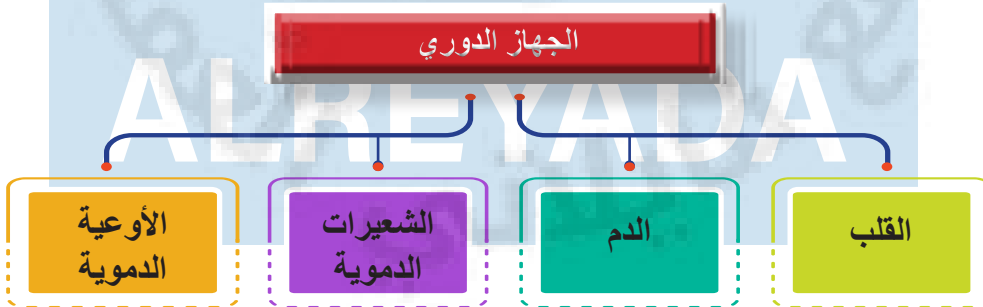 الجهاز الدوري
ALREYADA
القلب
الدم
الشعيرات
الدموية
الأوعية
الدموية